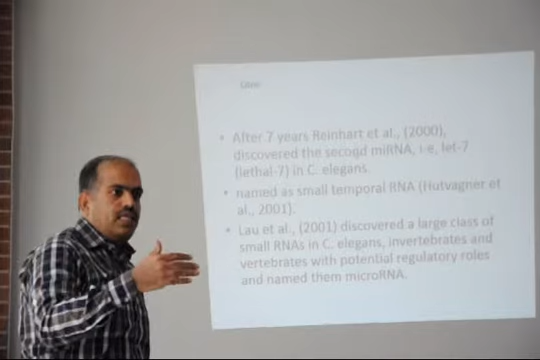 • After 7 years Reinhart et al., (2000),
discovered the secogd miRNA, i-e, let-7
(lethal-7) in C. elegans.
• named as small temporal RNA (Hutvagner et
al., 2001).
• Lau et al., (2001) discovered a large class of
small RNAs in C. elegans, invertebrates and
vertebrates with potential regulatory roles
and named them microRNA.